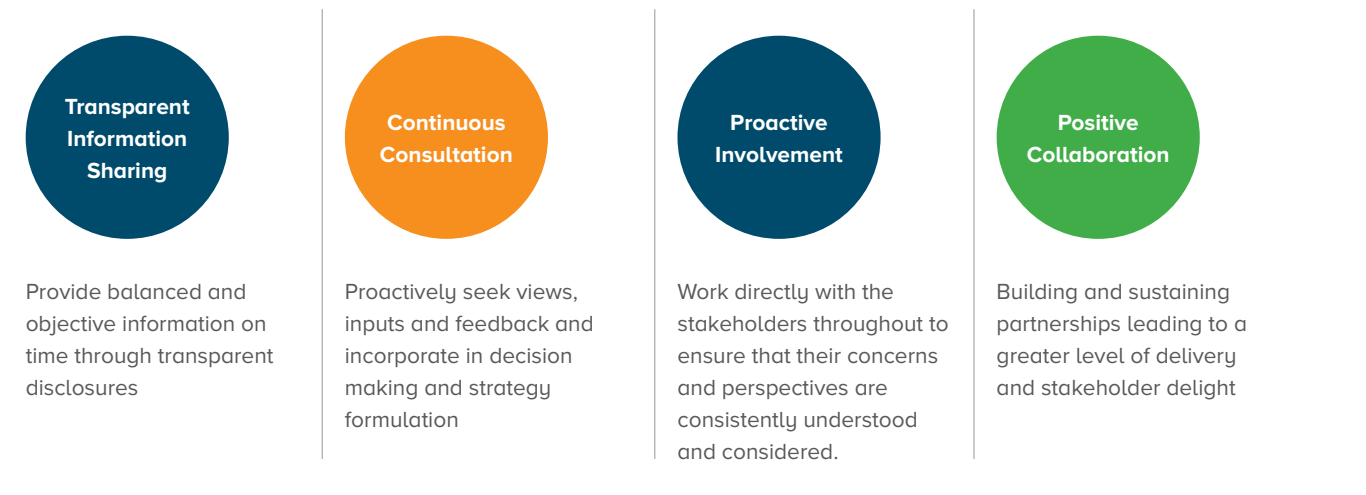 Transparent
Information
Sharing
Provide balanced and
objective information on
time through transparent
disclosures
Continuous
Consultation
Proactively seek views,
inputs and feedback and
incorporate in decision
making and strategy
formulation
Proactive
Involvement
Work directly with the
stakeholders throughout to
ensure that their concerns
and perspectives are
consistently understood
and considered.
Positive
Collaboration
Building and sustaining
partnerships leading to a
greater level of delivery
and stakeholder delight